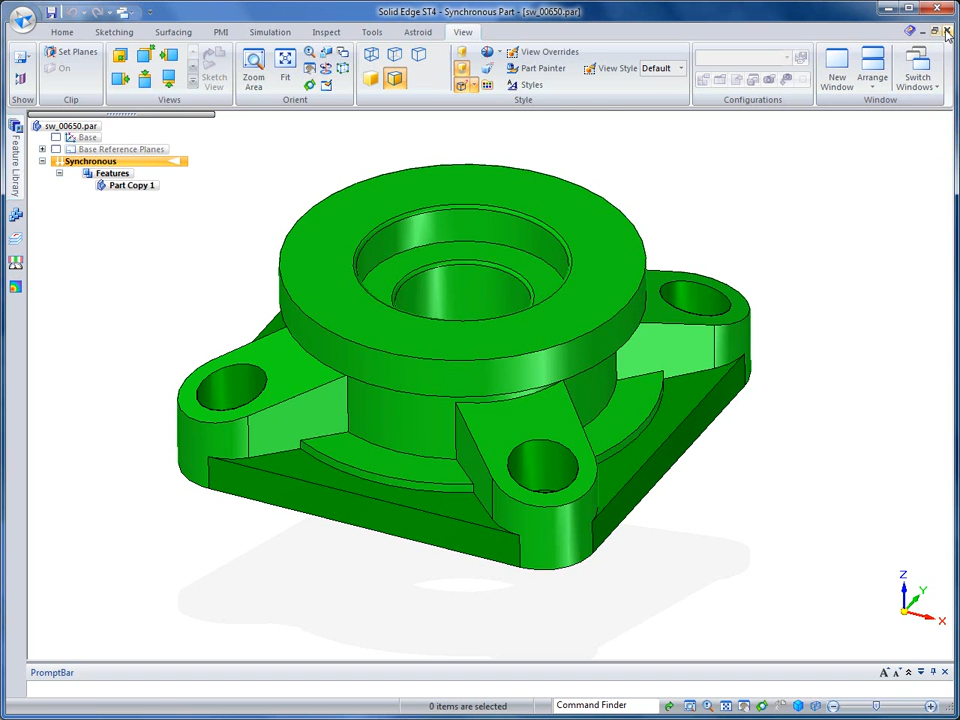 Solid Edge ST4 - Synchronous Part - [sw_00650.par]
Home Sketching Surfacing PMI Simulation Inspect Tools Astroid View
Set Planes
On
Sketch
View
Zoom
Area
Fit
View Overrides
Part Painter
Styles
View Style Default
New
Window
Arrange
Switch
Windows
Show Clip Views Orient Style Configurations Window
sw_00650.par
Base
Base Reference Planes
Synchronous
Features
Part Copy 1
Feature Library
Z
Y
X
PromptBar
0 items are selected
Command Finder